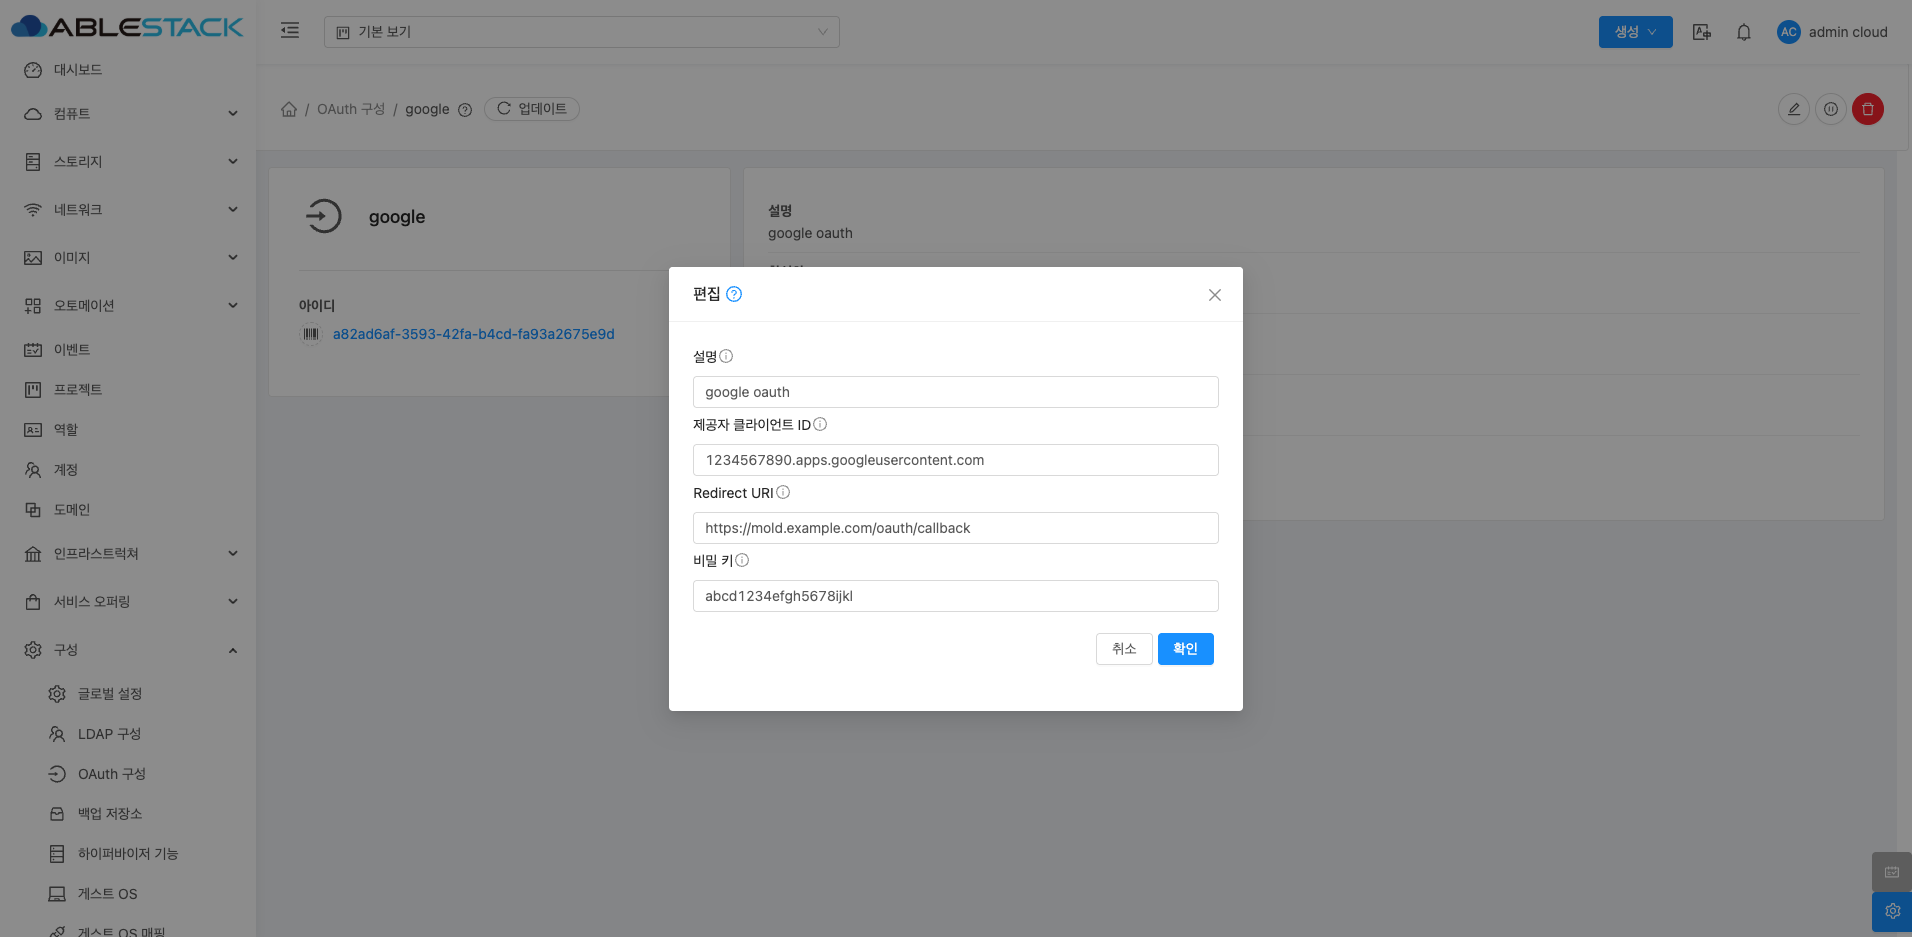 ABLESTACK
기본 보기
생성
AC
admin cloud
대시보드
컴퓨트
스토리지
네트워크
이미지
오토메이션
이벤트
프로젝트
역할
계정
도메인
인프라스트럭쳐
서비스 오퍼링
구성
글로벌 설정
LDAP 구성
OAuth 구성
백업 저장소
하이퍼바이저 기능
게스트 OS
게스트 OS 매핑
/ OAuth 구성 / google
업데이트
google
아이디
a82ad6af-3593-42fa-b4cd-fa93a2675e9d
설명
google oauth
편집
설명
google oauth
제공자 클라이언트 ID
1234567890.apps.googleusercontent.com
Redirect URI
https://mold.example.com/oauth/callback
비밀 키
abcd1234efgh5678ijkl
취소
확인